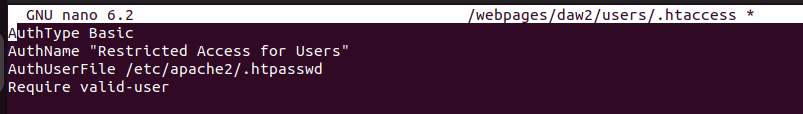 GNU nano 6.2 /webpages/daw2/users/.htaccess *
AuthType Basic
AuthName "Restricted Access for Users"
AuthUserFile /etc/apache2/.htpasswd
Require valid-user